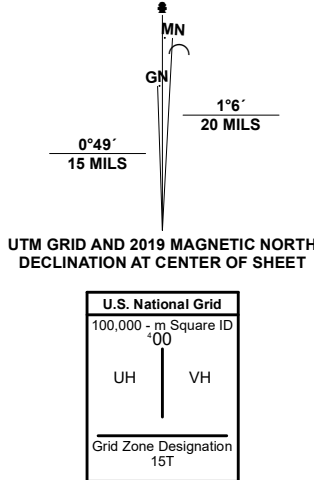 MN
GN
1°6´
20 MILS
0°49´
15 MILS
UTM GRID AND 2019 MAGNETIC NORTH
DECLINATION AT CENTER OF SHEET
U.S. National Grid
100,000 - m Square ID
⁴00
UH VH
Grid Zone Designation
15T